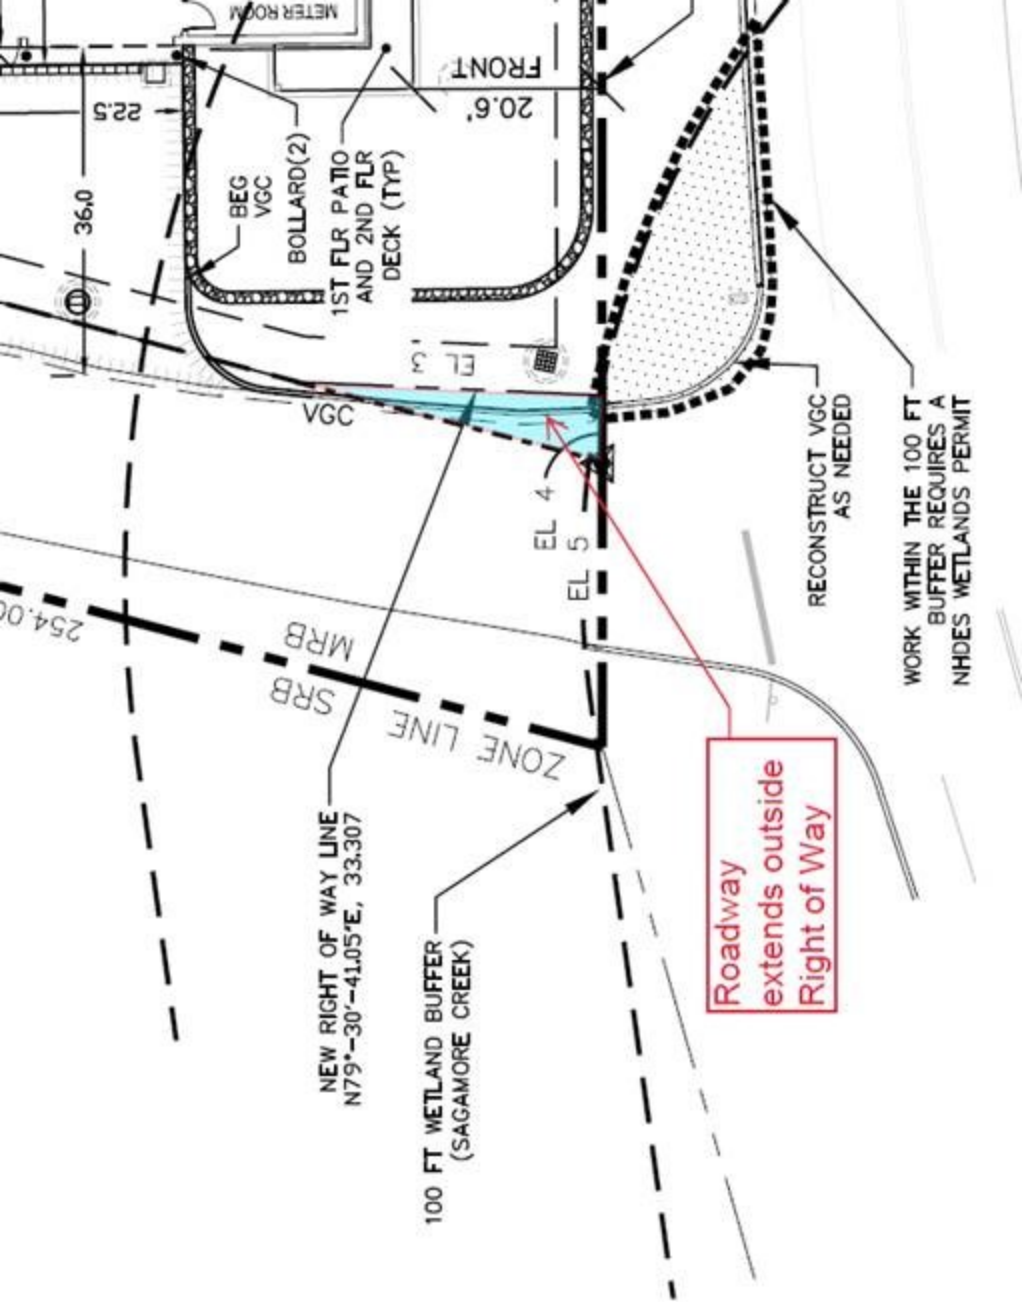 METER ROOM
FRONT
20.6'
22.5
36.0
BEG
VGC
BOLLARD(2)
1ST FLR PATIO
AND 2ND FLR
DECK (TYP)
EL 3
VGC
EL 4
EL 5
RECONSTRUCT VGC
AS NEEDED
WORK WITHIN THE 100 FT
BUFFER REQUIRES A
NHDES WETLANDS PERMIT
254.00
MRB
SRB
ZONE LINE
NEW RIGHT OF WAY LINE
N79°-30'-41.05"E, 33.307
100 FT WETLAND BUFFER
(SAGAMORE CREEK)
Roadway
extends outside
Right of Way